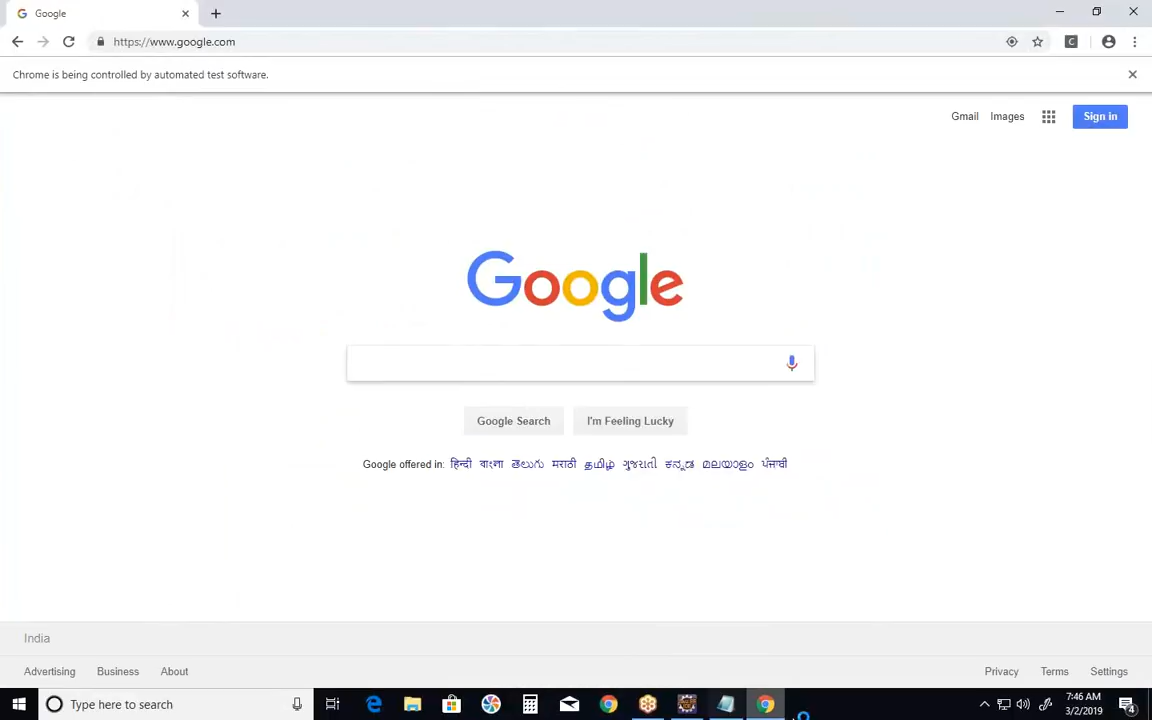 Google
https://www.google.com
Chrome is being controlled by automated test software.
Gmail Images Sign in
Google
Google Search I'm Feeling Lucky
Google offered in: हिन्दी বাংলা తెలుగు मराठी தமிழ் ગુજરાતી ಕನ್ನಡ മലയാളം ਪੰਜਾਬੀ
India
Advertising Business About Privacy Terms Settings
Type here to search
7:46 AM
3/2/2019
4